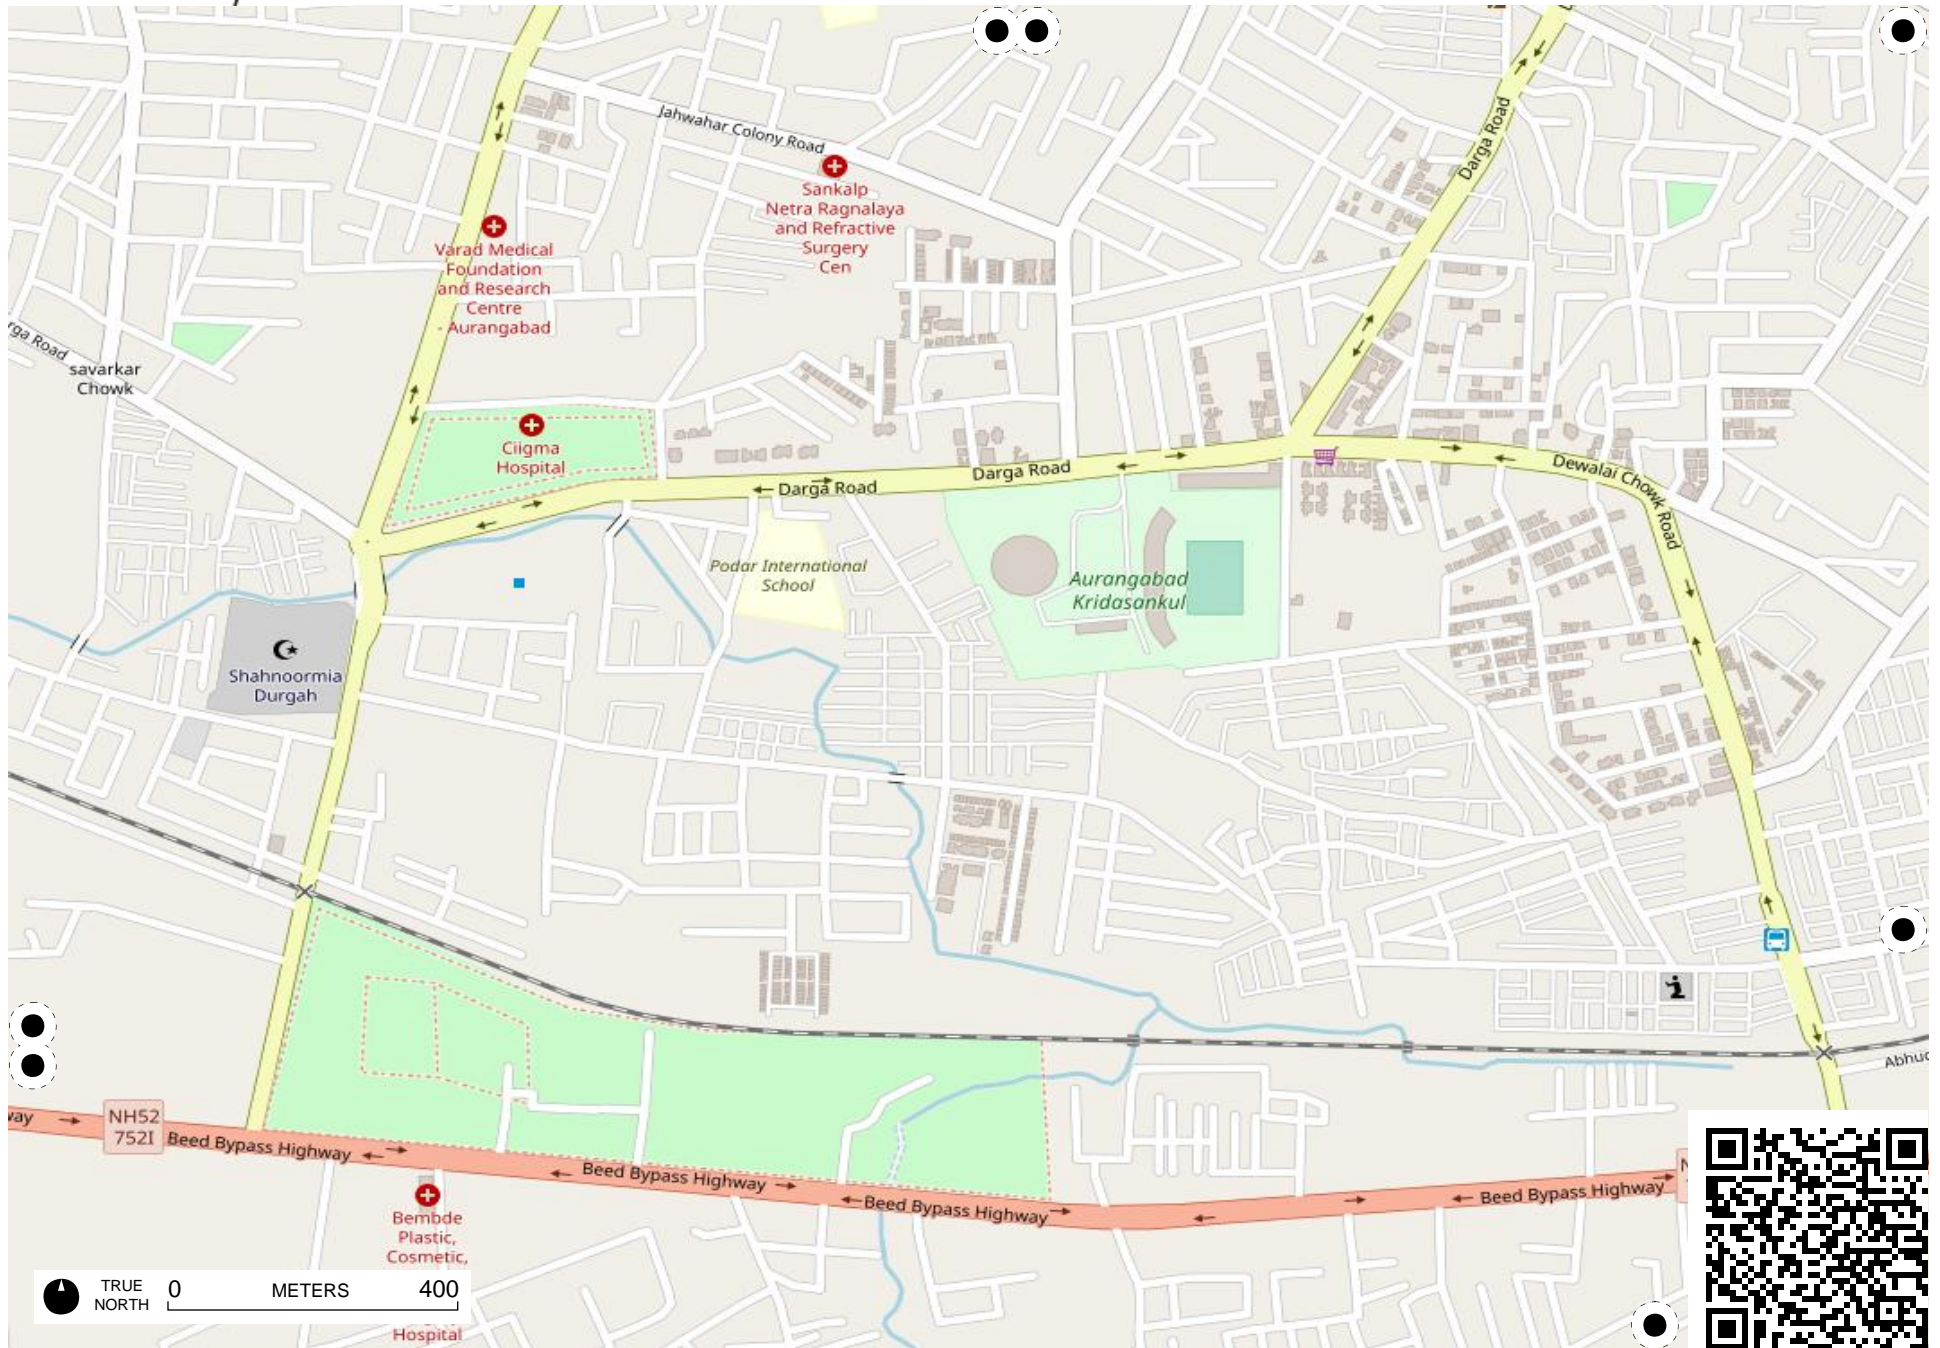 Jahwahar Colony Road
Darga Road
Sankalp
Netra Ragnalaya
and Refractive
Surgery
Cen
Varad Medical
Foundation
and Research
Centre
- Aurangabad
rga Road
savarkar
Chowk
Ciigma
Hospital
Darga Road
Darga Road
Dewalai Chowk Road
Podar International
School
Aurangabad
Kridasankul
Shahnoormia
Durgah
Abhud
way
NH52
752I
Beed Bypass Highway
Beed Bypass Highway
Beed Bypass Highway
Beed Bypass Highway
N
Bembde
Plastic,
Cosmetic,
TRUE
NORTH
0
METERS
400
Hospital